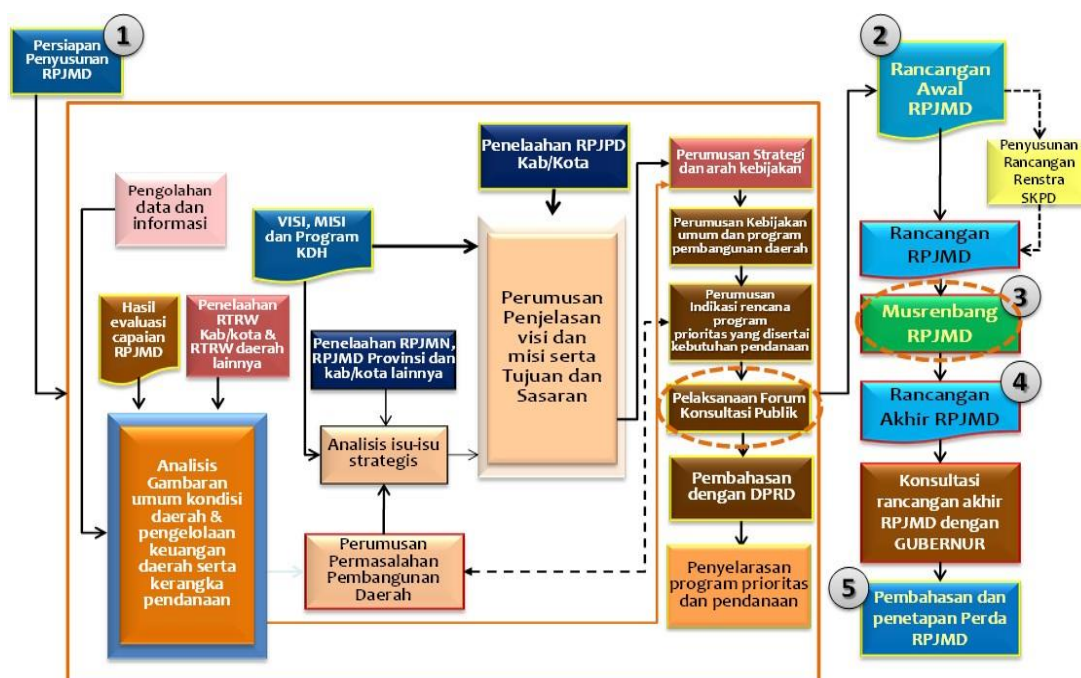 1
Persiapan
Penyusunan
RPJMD
Pengolahan
data dan
informasi
Hasil
evaluasi
capaian
RPJMD
Penelaahan
RTRW
Kab/kota &
RTRW daerah
lainnya
Analisis
Gambaran
umum kondisi
daerah &
pengelolaan
keuangan
daerah serta
kerangka
pendanaan
VISI, MISI
dan Program
KDH
Penelaahan RPJMN,
RPJMD Provinsi dan
kab/kota lainnya
Analisis isu-isu
strategis
Perumusan
Permasalahan
Pembangunan
Daerah
Penelaahan RPJPD
Kab/Kota
Perumusan
Penjelasan
visi dan
misi serta
Tujuan dan
Sasaran
Perumusan Strategi
dan arah kebijakan
Perumusan Kebijakan
umum dan program
pembangunan daerah
Perumusan
Indikasi rencana
program
prioritas yang disertai
kebutuhan pendanaan
Pelaksanaan Forum
Konsultasi Publik
Pembahasan
dengan DPRD
Penyelarasan
program prioritas
dan pendanaan
2
Rancangan
Awal
RPJMD
Penyusunan
Rancangan
Renstra
SKPD
Rancangan
RPJMD
3
Musrenbang
RPJMD
4
Rancangan
Akhir RPJMD
Konsultasi
rancangan akhir
RPJMD dengan
GUBERNUR
5
Pembahasan dan
penetapan Perda
RPJMD